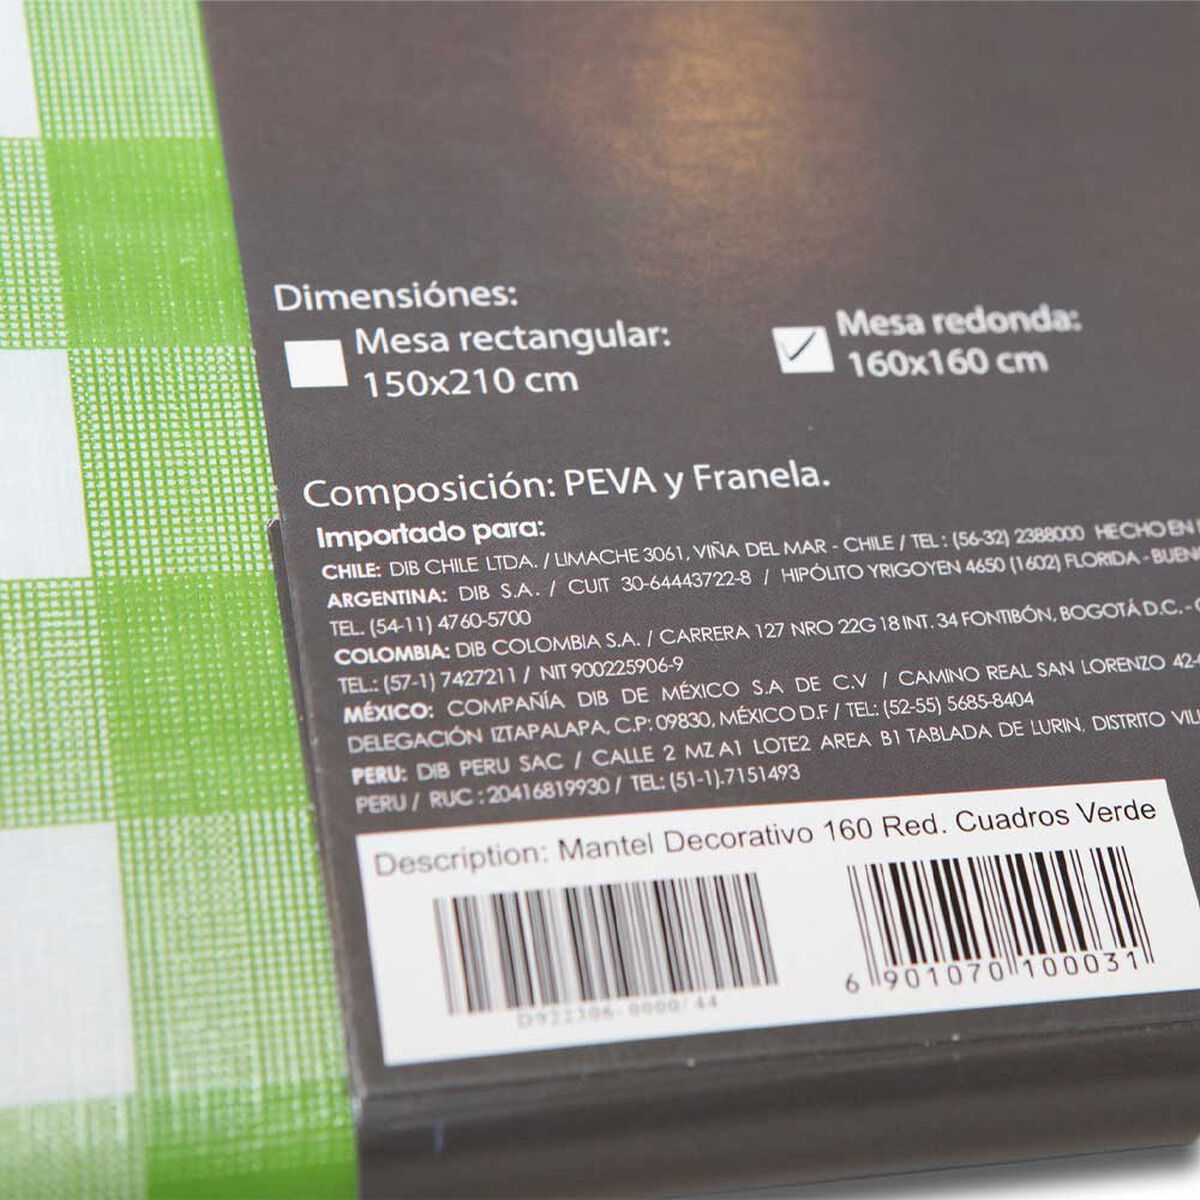 Dimensiónes:
Mesa rectangular:
150x210 cm
Mesa redonda:
160x160 cm
Composición: PEVA y Franela.
Importado para:
CHILE: DIB CHILE LTDA. / LIMACHE 3061, VIÑA DEL MAR - CHILE / TEL : (56-32) 2388000 HECHO EN
ARGENTINA: DIB S.A. / CUIT 30-64443722-8 / HIPÓLITO YRIGOYEN 4650 (1602) FLORIDA -
TEL. (54-11) 4760-5700
COLOMBIA: DIB COLOMBIA S.A. / CARRERA 127 NRO 22G 18 INT. 34 FONTIBÓN, BOGOTÁ D.C. -
TEL.: (57-1) 7427211 / NIT 900225906-9
MÉXICO: COMPAÑÍA DIB DE MÉXICO S.A DE C.V / CAMINO REAL SAN LORENZO
DELEGACIÓN IZTAPALAPA, C.P: 09830, MÉXICO D.F / TEL: (52-55) 5685-8404
PERU: DIB PERU SAC / CALLE 2 MZ A1 LOTE2 AREA B1 TABLADA DE LURIN, DISTRITO
PERU / RUC : 20416819930 / TEL: (51-1).7151493
Description: Mantel Decorativo 160 Red. Cuadros Verde
D922306-0000/44
6 901070 100031